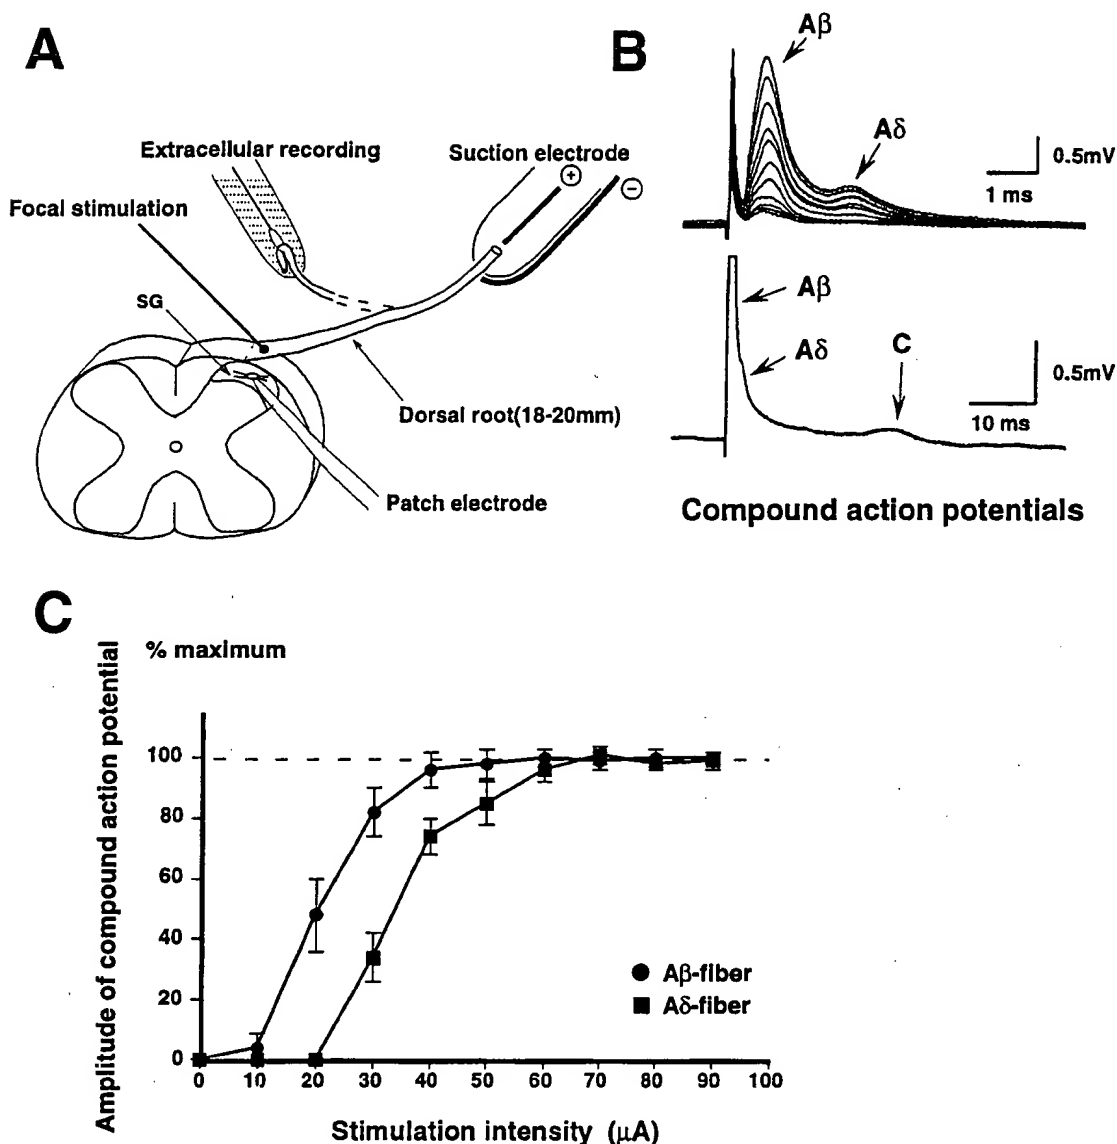 A
Extracellular recording
Suction electrode
+
−
Focal stimulation
SG
Dorsal root(18-20mm)
Patch electrode
B
Aβ
Aδ
0.5mV
1 ms
Aβ
Aδ
C
0.5mV
10 ms
Compound action potentials
C
% maximum
Amplitude of compound action potential
100
80
60
40
20
0
0 10 20 30 40 50 60 70 80 90 100
Aβ-fiber
Aδ-fiber
Stimulation intensity (μA)